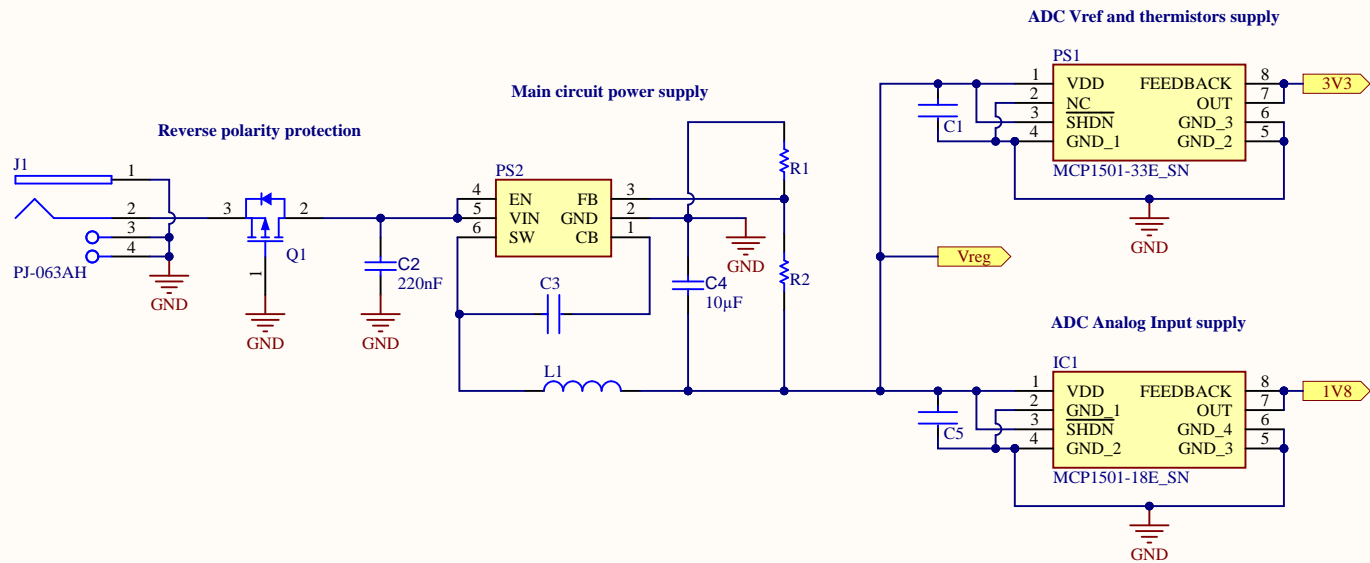 ADC Vref and thermistors supply
PS1
1 VDD FEEDBACK 8
2 NC OUT 7
3 SHDN GND_3 6
4 GND_1 GND_2 5
MCP1501-33E_SN
C1
3V3
GND
Main circuit power supply
Reverse polarity protection
J1
1
2
3
4
PJ-063AH
GND
3 2
1
Q1
GND
C2
220nF
GND
PS2
4 EN FB 3
5 VIN GND 2
6 SW CB 1
R1
GND
R2
C3
C4
10µF
L1
Vreg
ADC Analog Input supply
IC1
1 VDD FEEDBACK 8
2 GND_1 OUT 7
3 SHDN GND_4 6
4 GND_2 GND_3 5
MCP1501-18E_SN
C5
1V8
GND